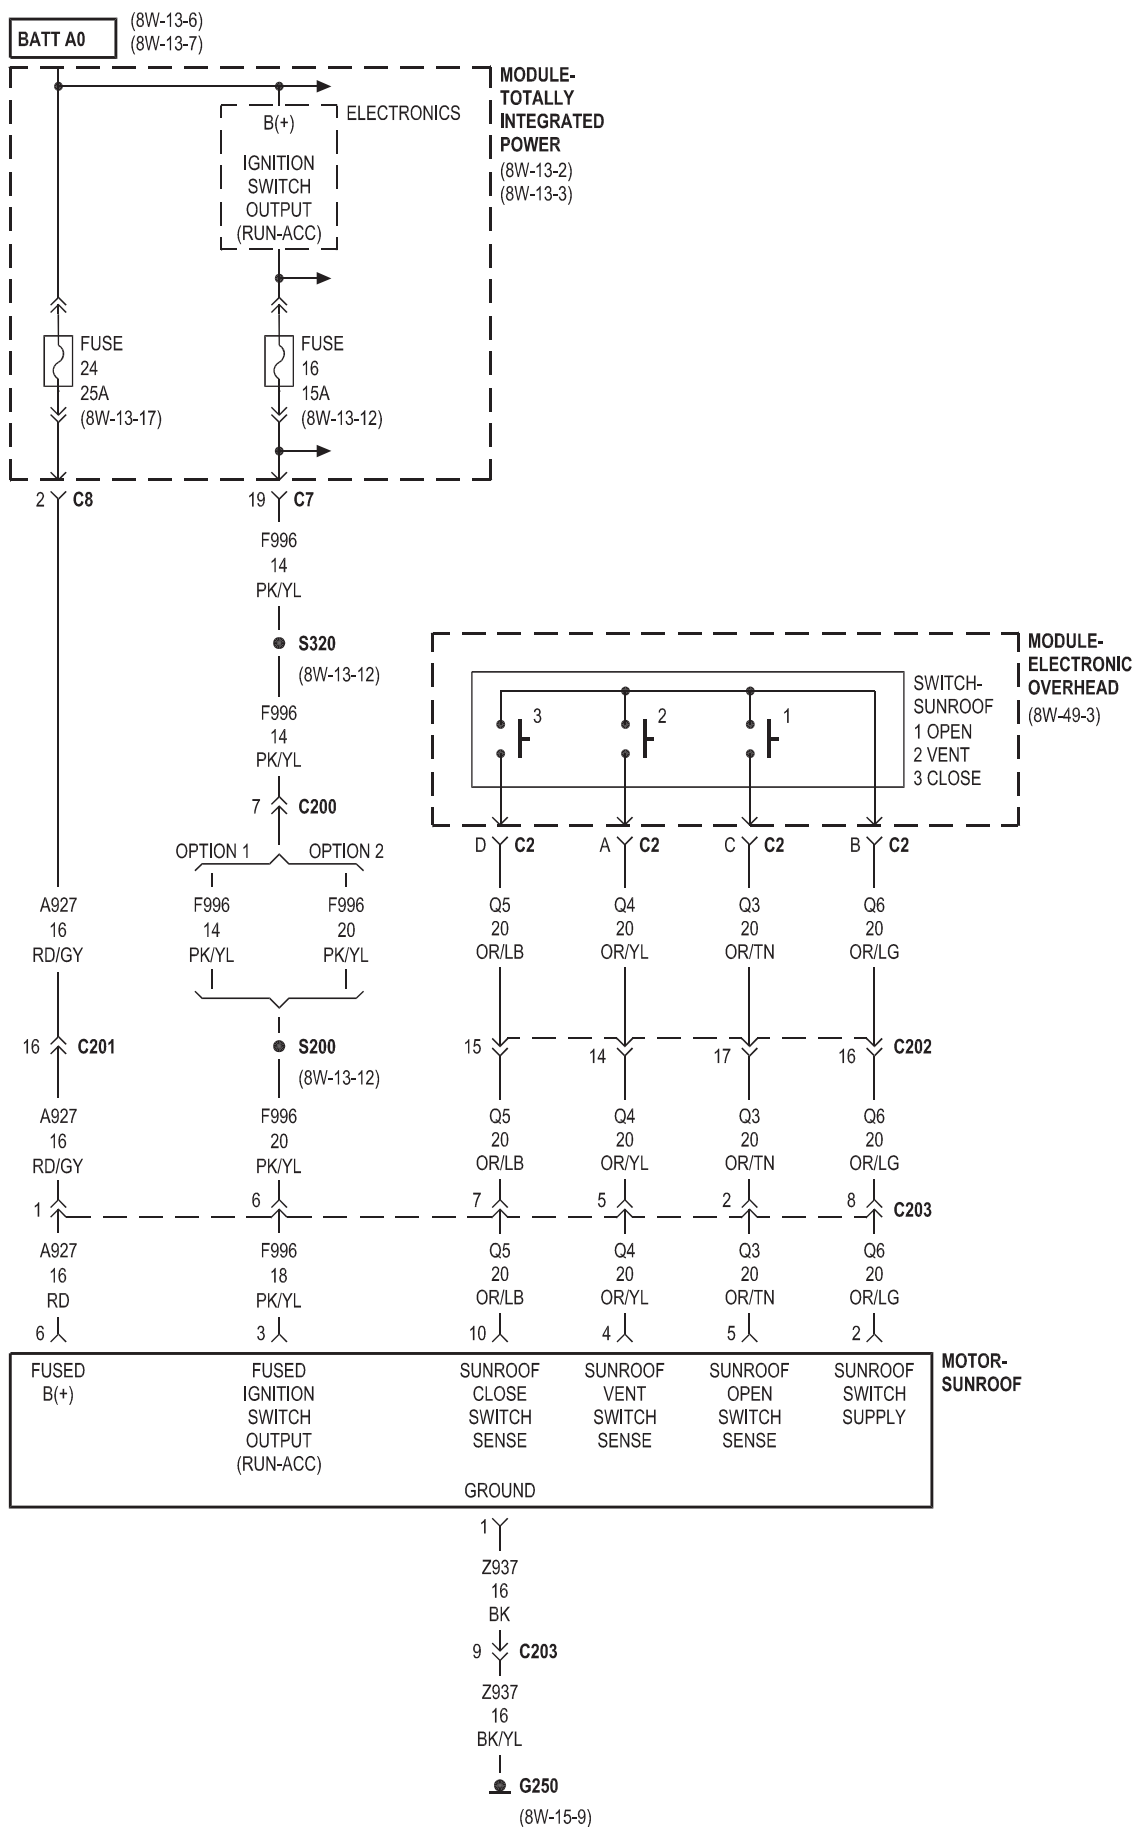 BATT A0
(8W-13-6)
(8W-13-7)
MODULE-
TOTALLY
INTEGRATED
POWER
(8W-13-2)
(8W-13-3)
ELECTRONICS
B(+)
IGNITION
SWITCH
OUTPUT
(RUN-ACC)
FUSE
24
25A
(8W-13-17)
FUSE
16
15A
(8W-13-12)
2 C8
19 C7
F996
14
PK/YL
S320
(8W-13-12)
F996
14
PK/YL
7 C200
OPTION 1 OPTION 2
MODULE-
ELECTRONIC
OVERHEAD
(8W-49-3)
SWITCH-
SUNROOF
1 OPEN
2 VENT
3 CLOSE
3 2 1
D C2 A C2 C C2 B C2
A927 F996 F996 Q5 Q4 Q3 Q6
16 14 20 20 20 20 20
RD/GY PK/YL PK/YL OR/LB OR/YL OR/TN OR/LG
16 C201 S200 15 14 17 16 C202
(8W-13-12)
A927 F996 Q5 Q4 Q3 Q6
16 20 20 20 20 20
RD/GY PK/YL OR/LB OR/YL OR/TN OR/LG
1 6 7 5 2 8 C203
A927 F996 Q5 Q4 Q3 Q6
16 18 20 20 20 20
RD PK/YL OR/LB OR/YL OR/TN OR/LG
6 3 10 4 5 2
MOTOR-
SUNROOF
FUSED
B(+)
FUSED
IGNITION
SWITCH
OUTPUT
(RUN-ACC)
SUNROOF
CLOSE
SWITCH
SENSE
SUNROOF
VENT
SWITCH
SENSE
SUNROOF
OPEN
SWITCH
SENSE
SUNROOF
SWITCH
SUPPLY
GROUND
1
Z937
16
BK
9 C203
Z937
16
BK/YL
G250
(8W-15-9)